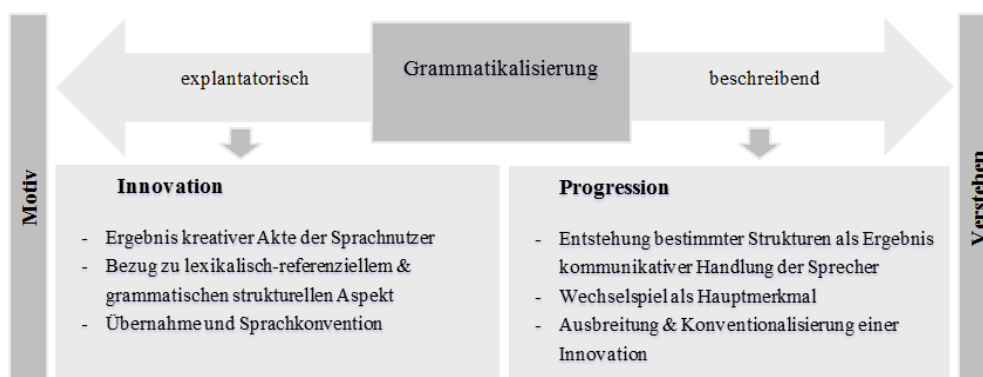 Grammatikalisierung
explantatorisch
beschreibend
Motiv
Innovation
- Ergebnis kreativer Akte der Sprachnutzer
- Bezug zu lexikalisch-referenziellem &
grammatischen strukturellen Aspekt
- Übernahme und Sprachkonvention
Progression
- Entstehung bestimmter Strukturen als Ergebnis
kommunikativer Handlung der Sprecher
- Wechselspiel als Hauptmerkmal
- Ausbreitung & Konventionalisierung einer
Innovation
Verstehen